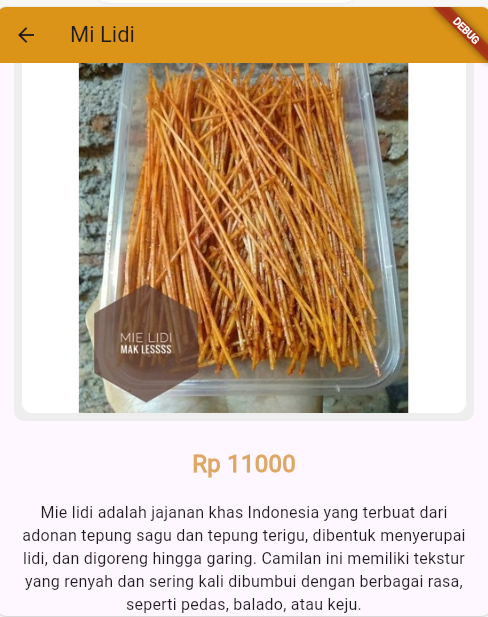 Mi Lidi
DEBUG
MIE LIDI
MAK LESSSS
Rp 11000
Mie lidi adalah jajanan khas Indonesia yang terbuat dari
adonan tepung sagu dan tepung terigu, dibentuk menyerupai
lidi, dan digoreng hingga garing. Camilan ini memiliki tekstur
yang renyah dan sering kali dibumbui dengan berbagai rasa,
seperti pedas, balado, atau keju.